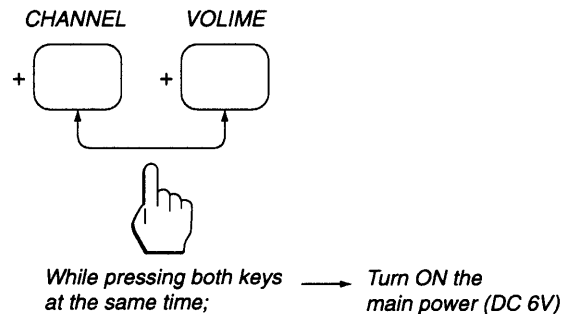 CHANNEL VOLIME
+ +
While pressing both keys Turn ON the
at the same time; main power (DC 6V)